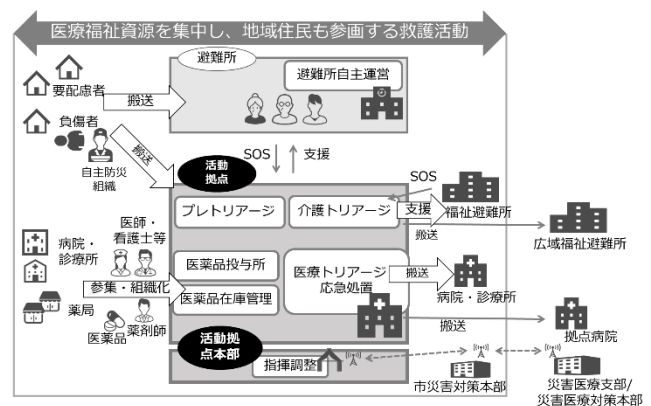 医療福祉資源を集中し、地域住民も参画する救護活動
避難所
避難所自主運営
要配慮者
搬送
負傷者
自主防災
組織
搬送
SOS
支援
活動
拠点
プレトリアージ
介護トリアージ
SOS
支援
福祉避難所
搬送
広域福祉避難所
医師・
看護士等
病院・
診療所
参集・組織化
薬局
医薬品
薬剤師
医薬品投与所
医薬品在庫管理
医療トリアージ
応急処置
搬送
病院・診療所
搬送
拠点病院
活動拠
点本部
指揮調整
市災害対策本部
災害医療支部/
災害医療対策本部